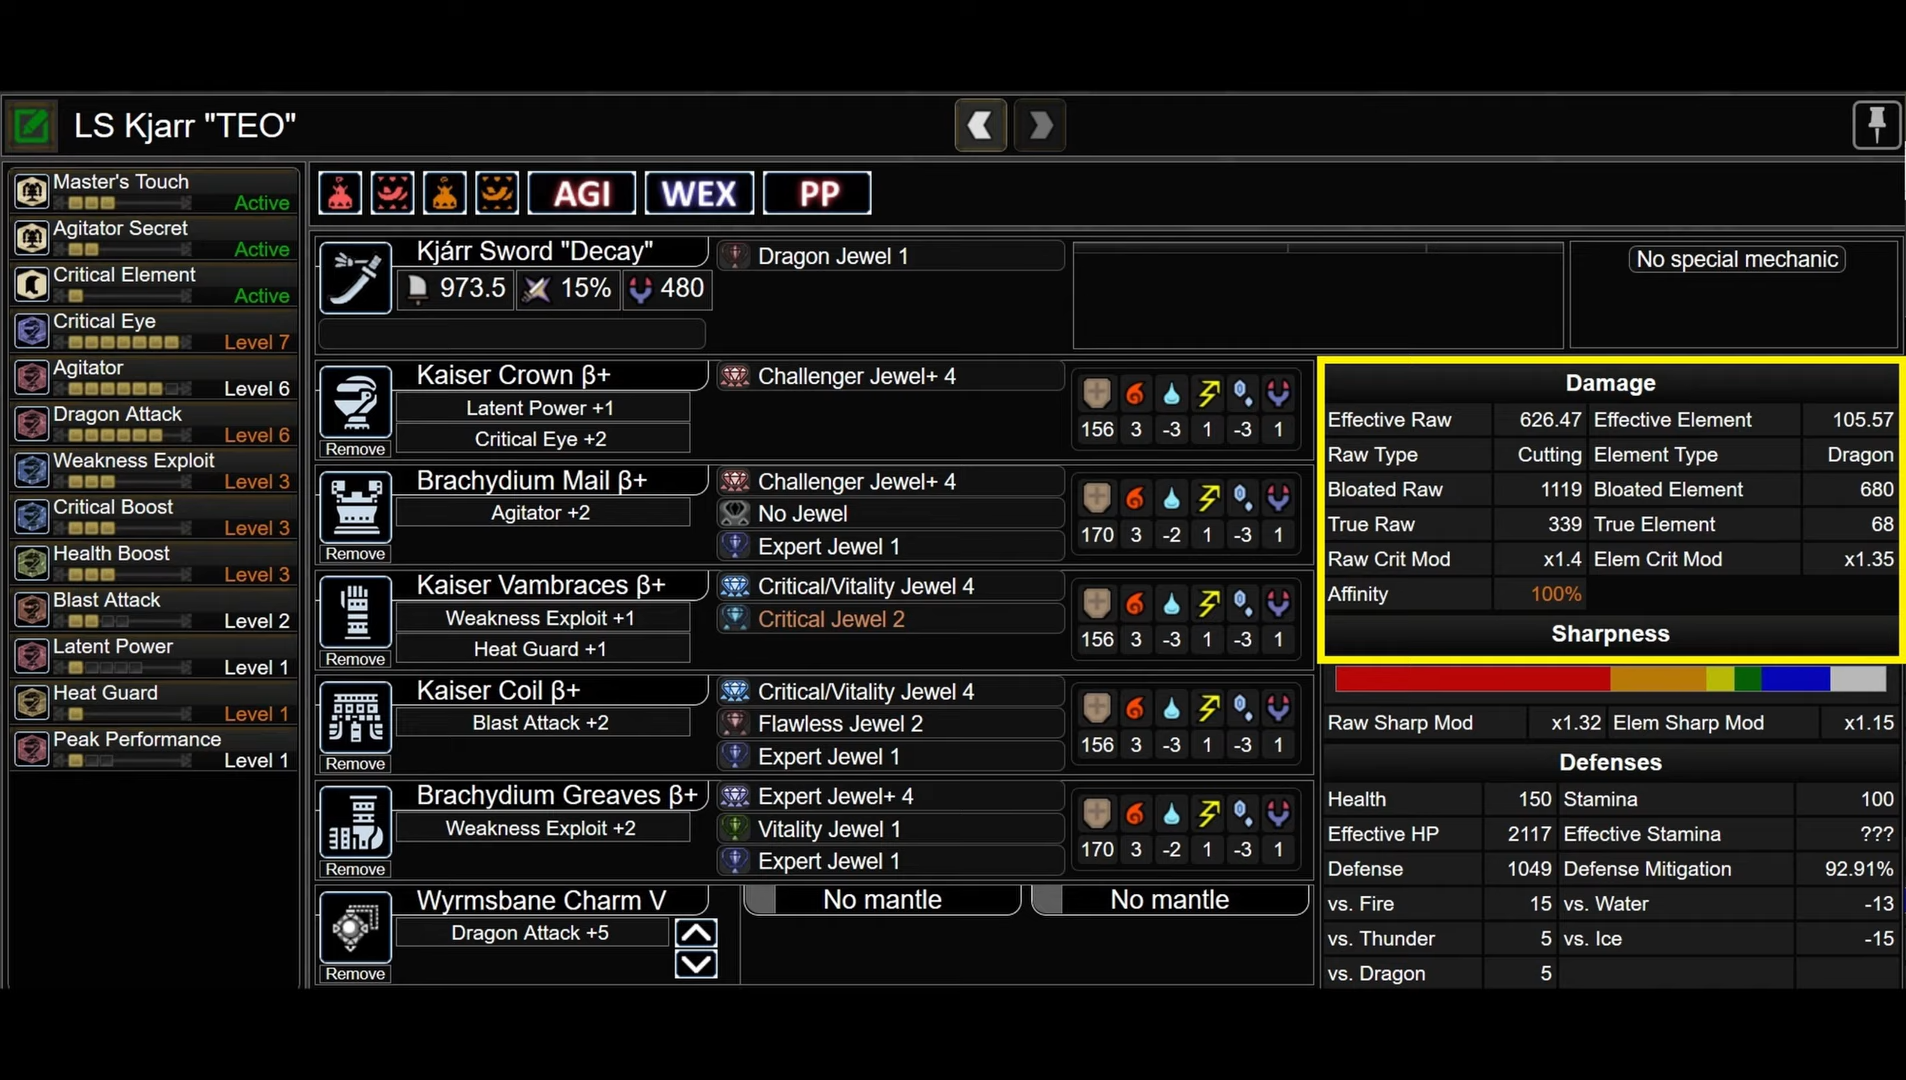 LS Kjarr "TEO"
Master's Touch
Active
Agitator Secret
Active
Critical Element
Active
Critical Eye
Level 7
Agitator
Level 6
Dragon Attack
Level 6
Weakness Exploit
Level 3
Critical Boost
Level 3
Health Boost
Level 3
Blast Attack
Level 2
Latent Power
Level 1
Heat Guard
Level 1
Peak Performance
Level 1
AGI WEX PP
Kjárr Sword "Decay"
973.5 15% 480
Dragon Jewel 1
No special mechanic
Kaiser Crown β+
Latent Power +1
Critical Eye +2
Remove
Challenger Jewel+ 4
156 3 -3 1 -3 1
Brachydium Mail β+
Agitator +2
Remove
Challenger Jewel+ 4
No Jewel
Expert Jewel 1
170 3 -2 1 -3 1
Kaiser Vambraces β+
Weakness Exploit +1
Heat Guard +1
Remove
Critical/Vitality Jewel 4
Critical Jewel 2
156 3 -3 1 -3 1
Kaiser Coil β+
Blast Attack +2
Remove
Critical/Vitality Jewel 4
Flawless Jewel 2
Expert Jewel 1
156 3 -3 1 -3 1
Brachydium Greaves β+
Weakness Exploit +2
Remove
Expert Jewel+ 4
Vitality Jewel 1
Expert Jewel 1
170 3 -2 1 -3 1
Wyrmsbane Charm V
Dragon Attack +5
Remove
No mantle
No mantle
Damage
Effective Raw 626.47 Effective Element 105.57
Raw Type Cutting Element Type Dragon
Bloated Raw 1119 Bloated Element 680
True Raw 339 True Element 68
Raw Crit Mod x1.4 Elem Crit Mod x1.35
Affinity 100%
Sharpness
Raw Sharp Mod x1.32 Elem Sharp Mod x1.15
Defenses
Health 150 Stamina 100
Effective HP 2117 Effective Stamina ???
Defense 1049 Defense Mitigation 92.91%
vs. Fire 15 vs. Water -13
vs. Thunder 5 vs. Ice -15
vs. Dragon 5